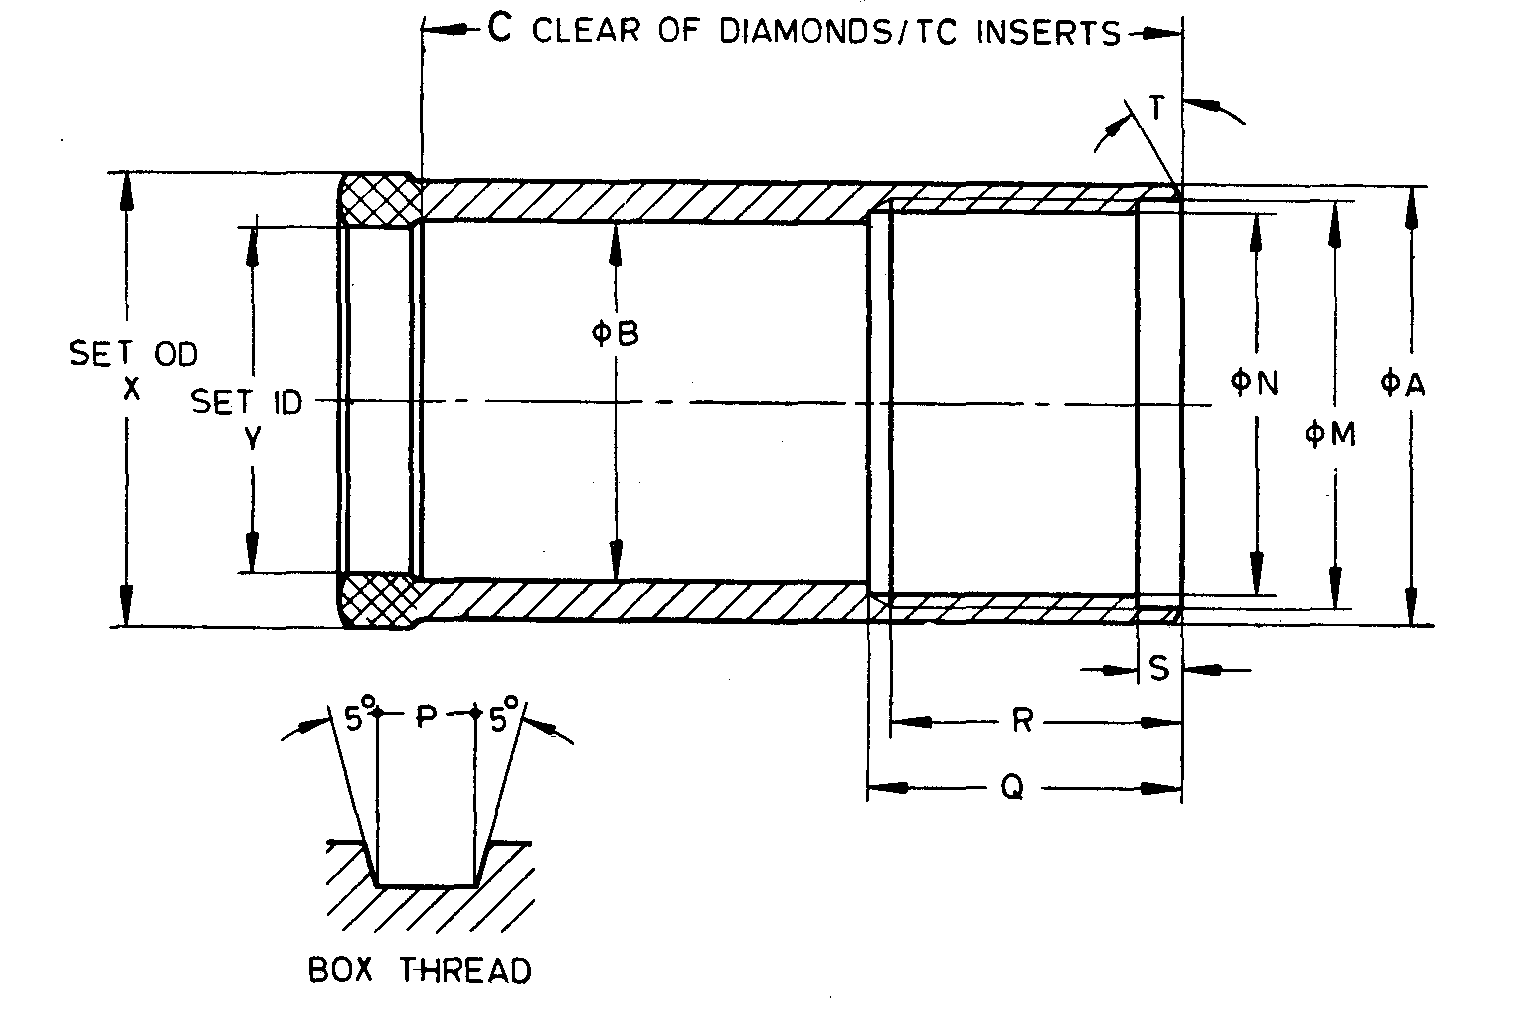 C CLEAR OF DIAMONDS/TC INSERTS
T
SET OD
X
SET ID
Y
ϕB
ϕN
ϕM
ϕA
S
R
Q
5° P 5°
BOX THREAD